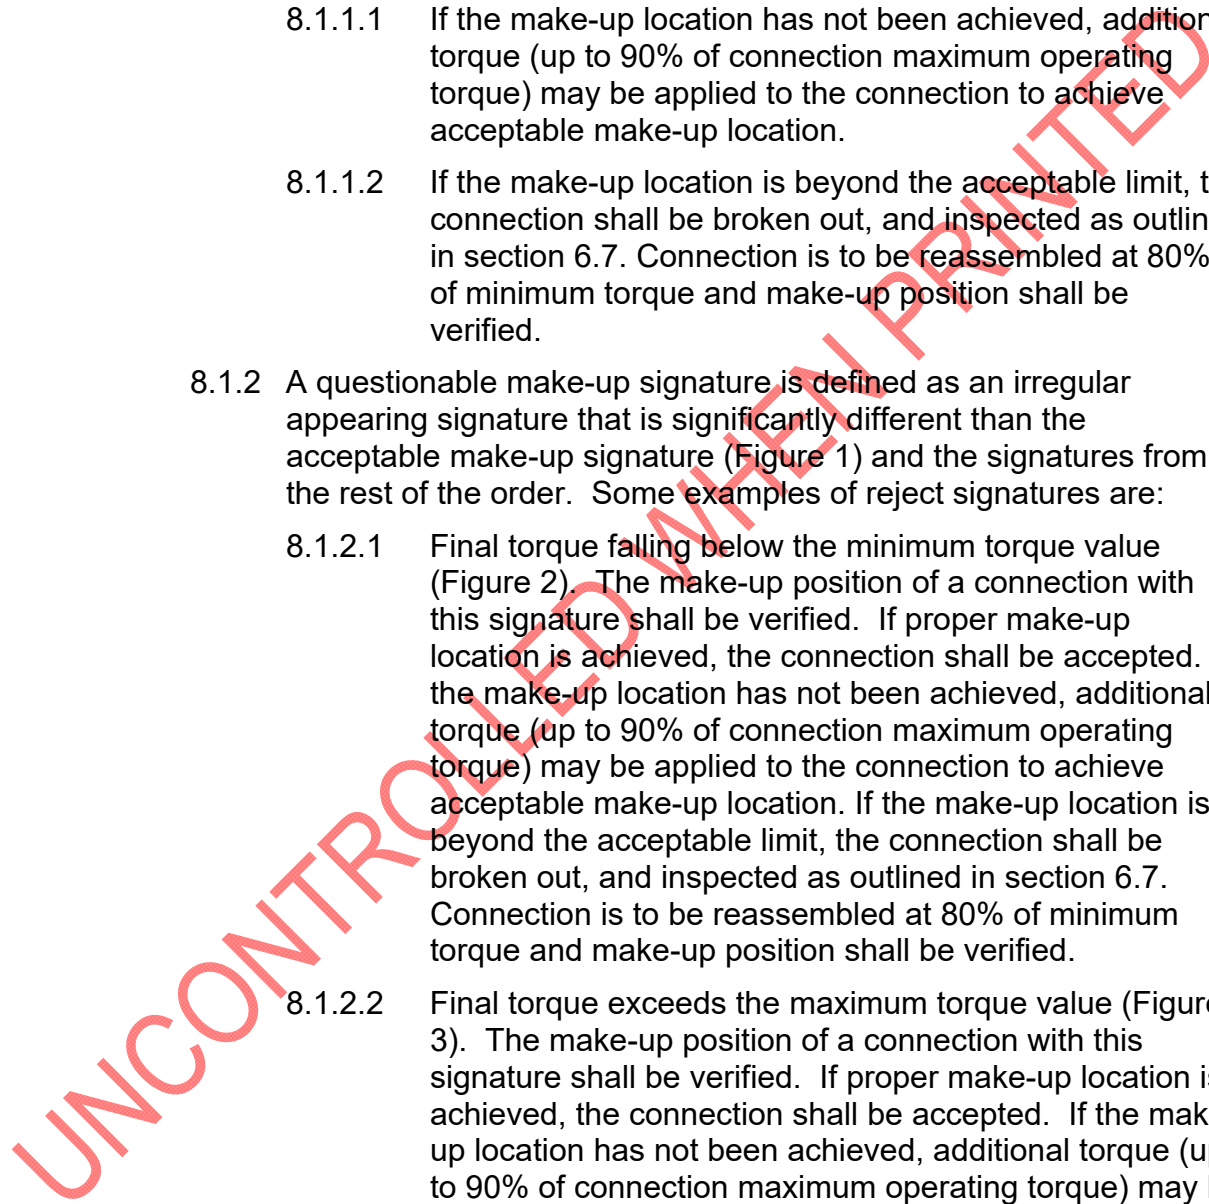 8.1.1.1 If the make-up location has not been achieved, addition
torque (up to 90% of connection maximum operating
torque) may be applied to the connection to achieve
acceptable make-up location.
8.1.1.2 If the make-up location is beyond the acceptable limit, t
connection shall be broken out, and inspected as outlin
in section 6.7. Connection is to be reassembled at 80%
of minimum torque and make-up position shall be
verified.
8.1.2 A questionable make-up signature is defined as an irregular
appearing signature that is significantly different than the
acceptable make-up signature (Figure 1) and the signatures from
the rest of the order. Some examples of reject signatures are:
8.1.2.1 Final torque falling below the minimum torque value
(Figure 2). The make-up position of a connection with
this signature shall be verified. If proper make-up
location is achieved, the connection shall be accepted.
the make-up location has not been achieved, additional
torque (up to 90% of connection maximum operating
torque) may be applied to the connection to achieve
acceptable make-up location. If the make-up location is
beyond the acceptable limit, the connection shall be
broken out, and inspected as outlined in section 6.7.
Connection is to be reassembled at 80% of minimum
torque and make-up position shall be verified.
8.1.2.2 Final torque exceeds the maximum torque value (Figure
3). The make-up position of a connection with this
signature shall be verified. If proper make-up location is
achieved, the connection shall be accepted. If the mak
up location has not been achieved, additional torque (u
to 90% of connection maximum operating torque) may
UNCONTROLLED WHEN PRINTED